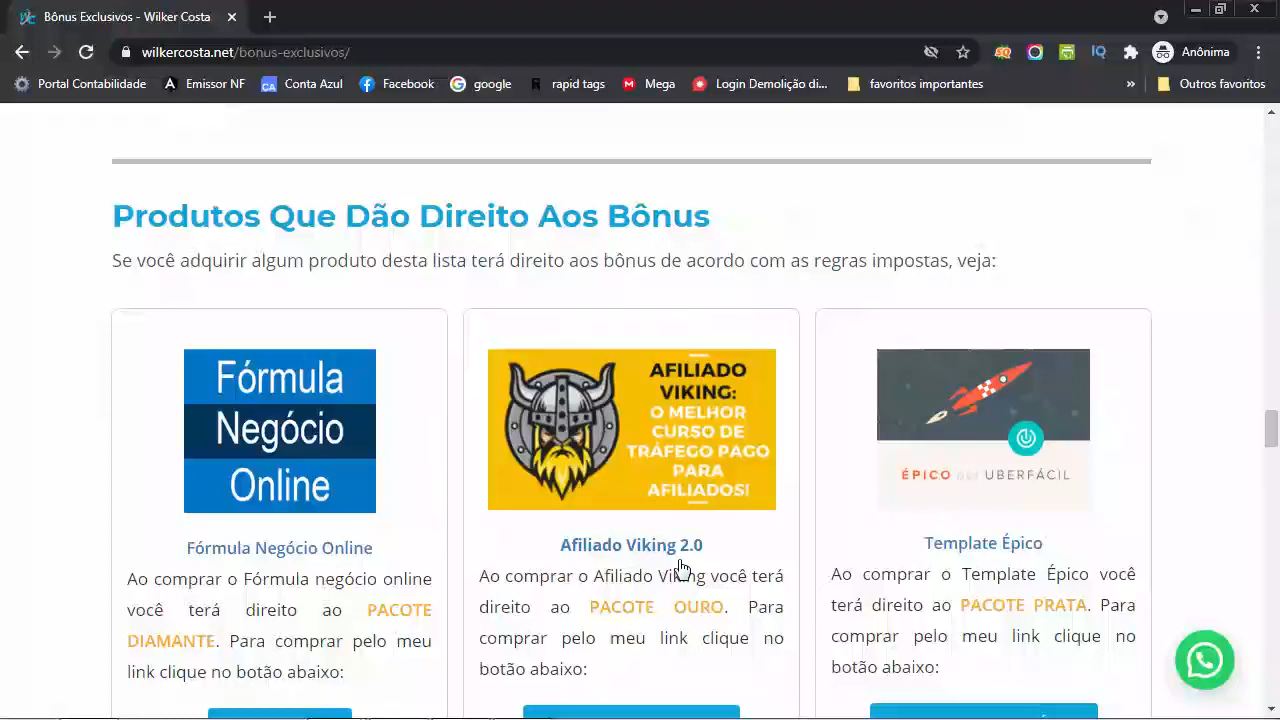 Bônus Exclusivos - Wilker Costa
wilkercosta.net/bonus-exclusivos/
Anônima
Portal Contabilidade
Emissor NF
Conta Azul
Facebook
google
rapid tags
Mega
Login Demolição di...
favoritos importantes
»
Outros favoritos
Produtos Que Dão Direito Aos Bônus
Se você adquirir algum produto desta lista terá direito aos bônus de acordo com as regras impostas, veja:
Fórmula
Negócio
Online
Fórmula Negócio Online
Ao comprar o Fórmula negócio online
você terá direito ao PACOTE
DIAMANTE. Para comprar pelo meu
link clique no botão abaixo:
AFILIADO
VIKING:
O MELHOR
CURSO DE
TRÁFEGO PAGO
PARA
AFILIADOS!
Afiliado Viking 2.0
Ao comprar o Afiliado Viking você terá
direito ao PACOTE OURO. Para
comprar pelo meu link clique no
botão abaixo:
ÉPICO
UBERFÁCIL
Template Épico
Ao comprar o Template Épico você
terá direito ao PACOTE PRATA. Para
comprar pelo meu link clique no
botão abaixo: